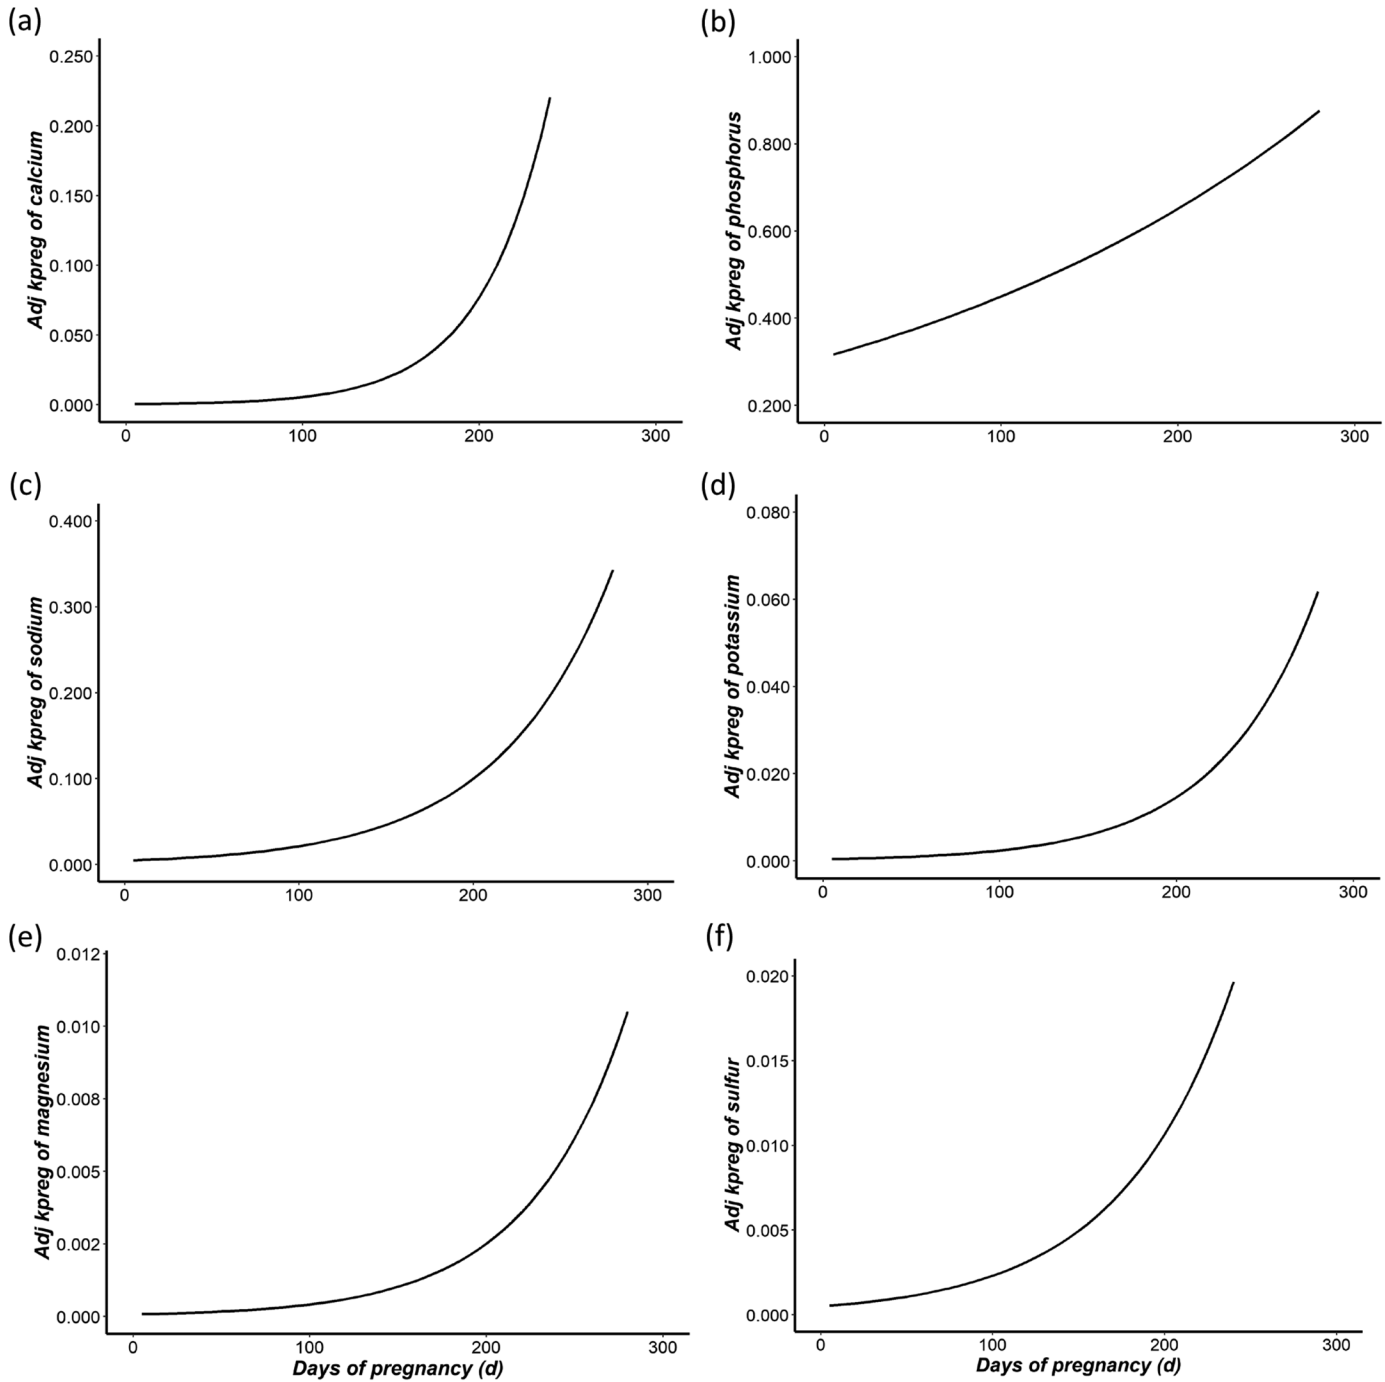 (a)
Adj kpreg of calcium
0.250
0.200
0.150
0.100
0.050
0.000
0 100 200 300
(b)
Adj kpreg of phosphorus
1.000
0.800
0.600
0.400
0.200
0 100 200 300
(c)
Adj kpreg of sodium
0.400
0.300
0.200
0.100
0.000
0 100 200 300
(d)
Adj kpreg of potassium
0.080
0.060
0.040
0.020
0.000
0 100 200 300
(e)
Adj kpreg of magnesium
0.012
0.010
0.008
0.005
0.002
0.000
0 100 200 300
Days of pregnancy (d)
(f)
Adj kpreg of sulfur
0.020
0.015
0.010
0.005
0.000
0 100 200 300
Days of pregnancy (d)